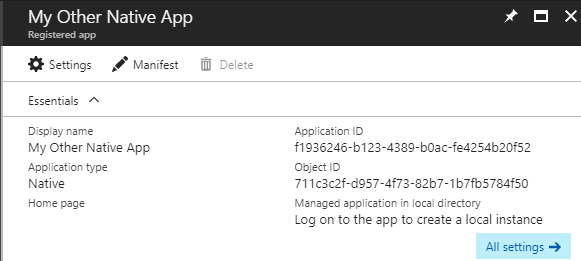 My Other Native App
Registered app
Settings Manifest Delete
Essentials
Display name
My Other Native App
Application type
Native
Home page
Application ID
f1936246-b123-4389-b0ac-fe4254b20f52
Object ID
711c3c2f-d957-4f73-82b7-1b7fb5784f50
Managed application in local directory
Log on to the app to create a local instance
All settings